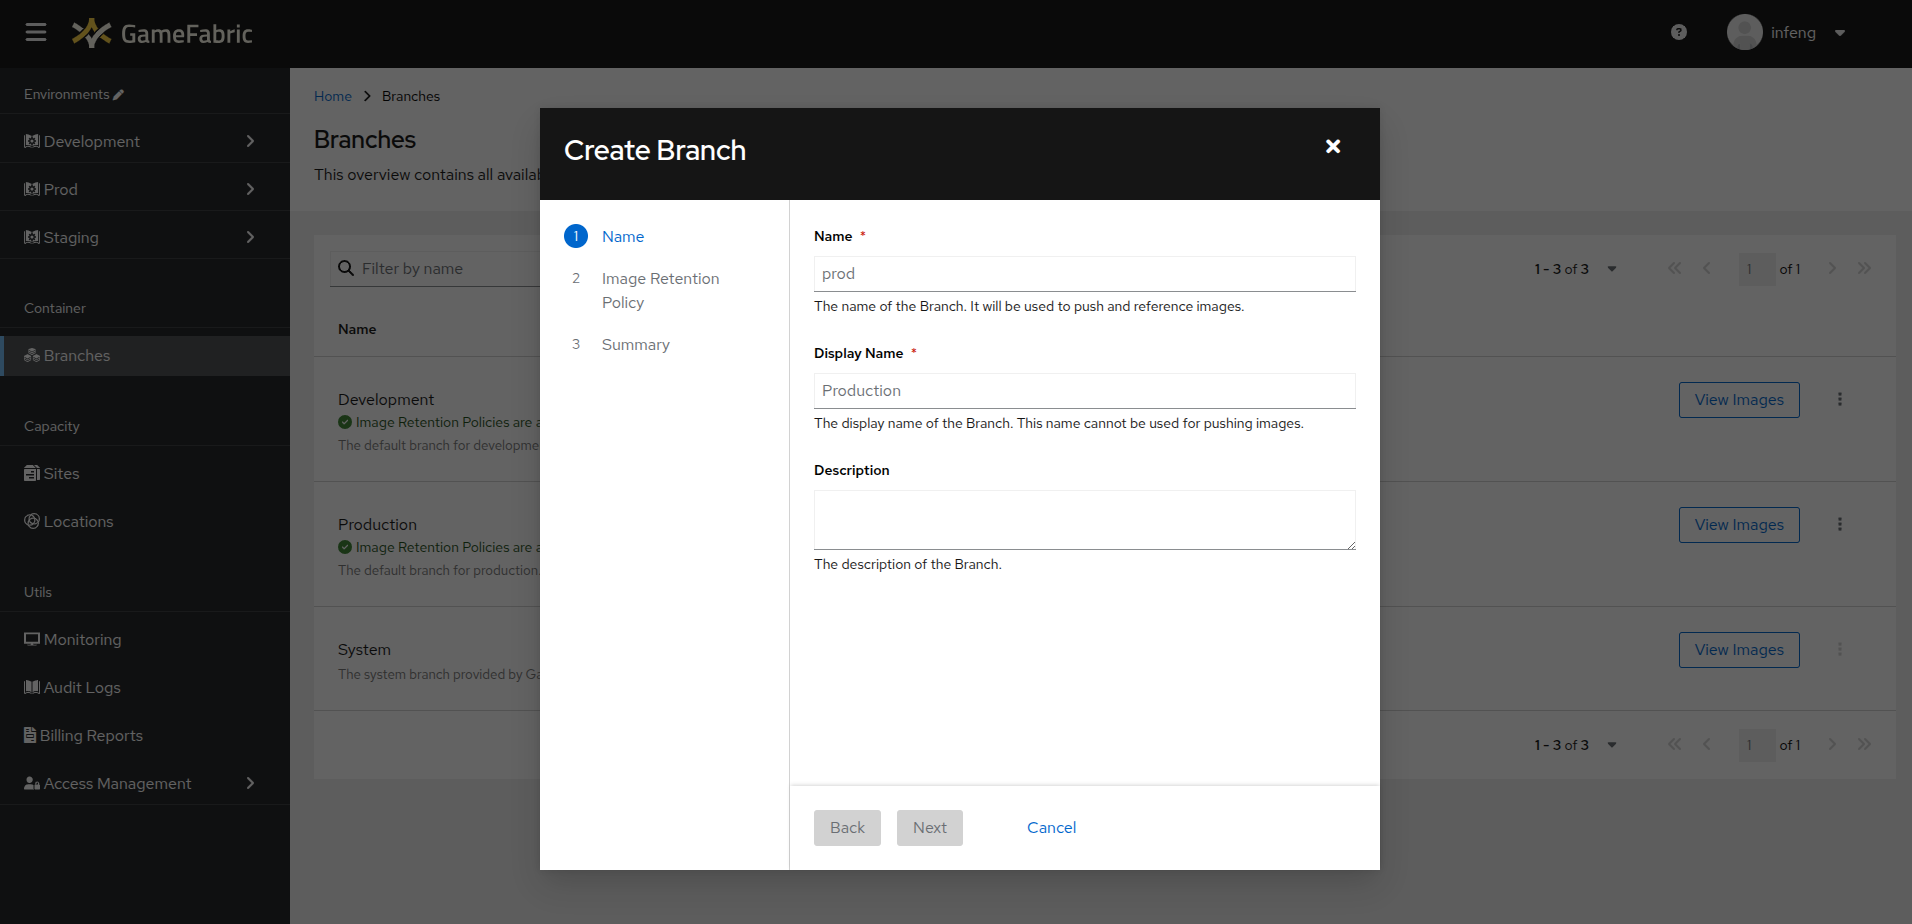 GameFabric
?
infeng
Environments
Development
Prod
Staging
Container
Branches
Capacity
Sites
Locations
Utils
Monitoring
Audit Logs
Billing Reports
Access Management
Home > Branches
Branches
This overview contains all availab
Filter by name
1 - 3 of 3
1 of 1
Name
Development
Image Retention Policies are a
The default branch for developme
View Images
Production
Image Retention Policies are a
The default branch for production.
View Images
System
The system branch provided by Ga
View Images
1 - 3 of 3
1 of 1
Create Branch
1 Name
2 Image Retention
Policy
3 Summary
Name *
prod
The name of the Branch. It will be used to push and reference images.
Display Name *
Production
The display name of the Branch. This name cannot be used for pushing images.
Description
The description of the Branch.
Back
Next
Cancel